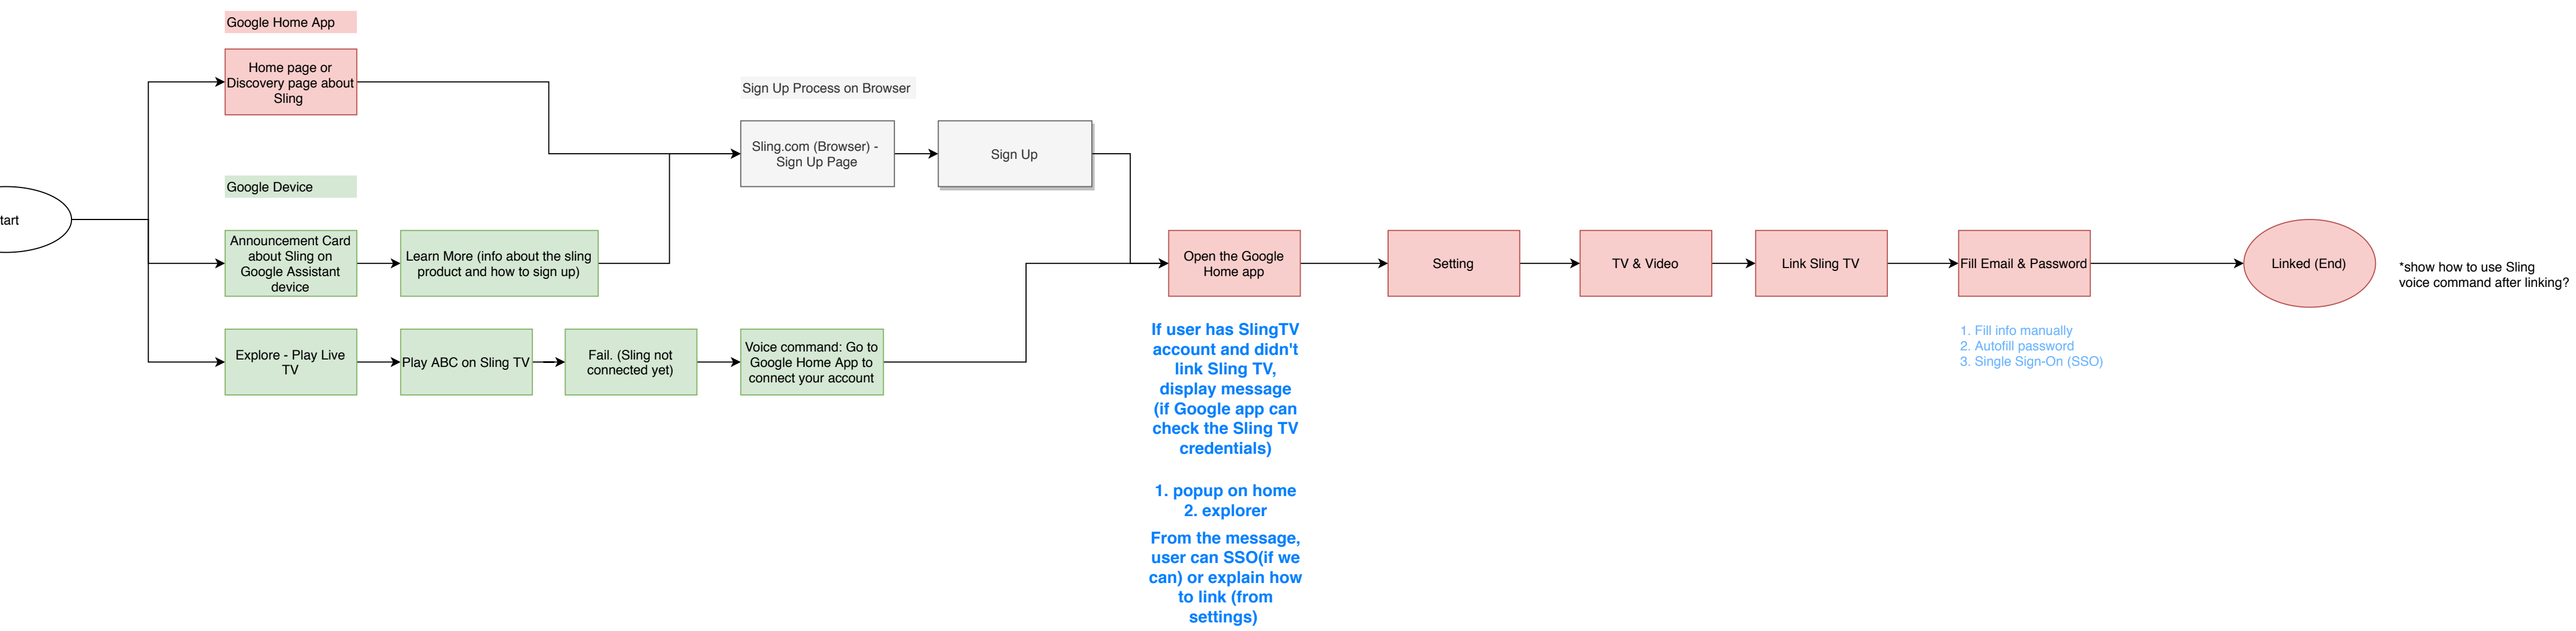 Google Home App
Home page or
Discovery page about
Sling
Sign Up Process on Browser
Sling.com (Browser) -
Sign Up Page
Sign Up
Google Device
tart
Announcement Card
about Sling on
Google Assistant
device
Learn More (info about the sling
product and how to sign up)
Open the Google
Home app
Setting
TV & Video
Link Sling TV
Fill Email & Password
Linked (End)
*show how to use Sling
voice command after linking?
Explore - Play Live
TV
Play ABC on Sling TV
Fail. (Sling not
connected yet)
Voice command: Go to
Google Home App to
connect your account
If user has SlingTV
account and didn't
link Sling TV,
display message
(if Google app can
check the Sling TV
credentials)
1. popup on home
2. explorer
From the message,
user can SSO(if we
can) or explain how
to link (from
settings)
1. Fill info manually
2. Autofill password
3. Single Sign-On (SSO)